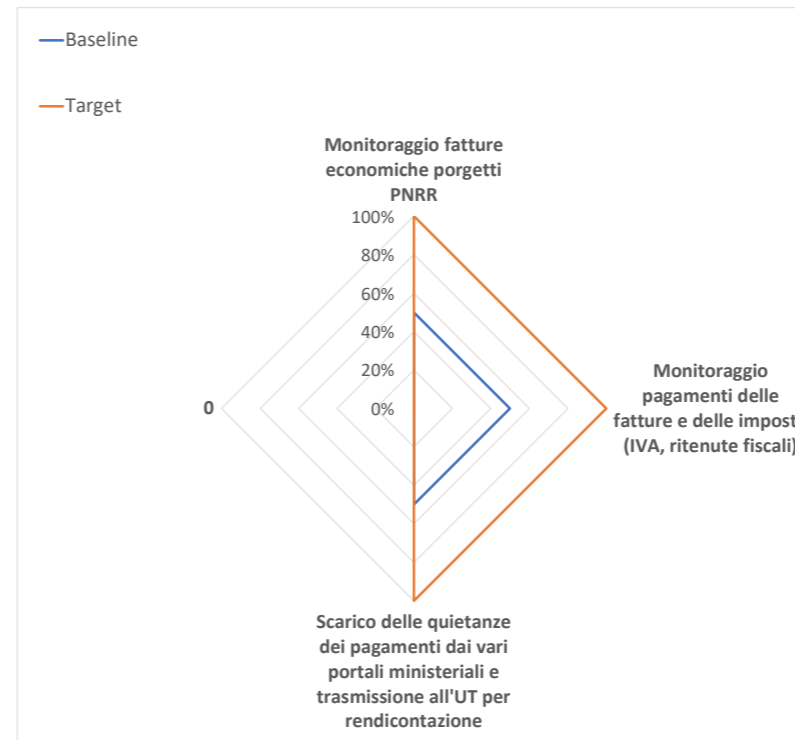 Baseline
Target
Monitoraggio fatture
economiche porgetti
PNRR
100%
80%
60%
40%
20%
0%
0
Monitoraggio
pagamenti delle
fatture e delle impost
(IVA, ritenute fiscali)
Scarico delle quietanze
dei pagamenti dai vari
portali ministeriali e
trasmissione all'UT per
rendicontazione